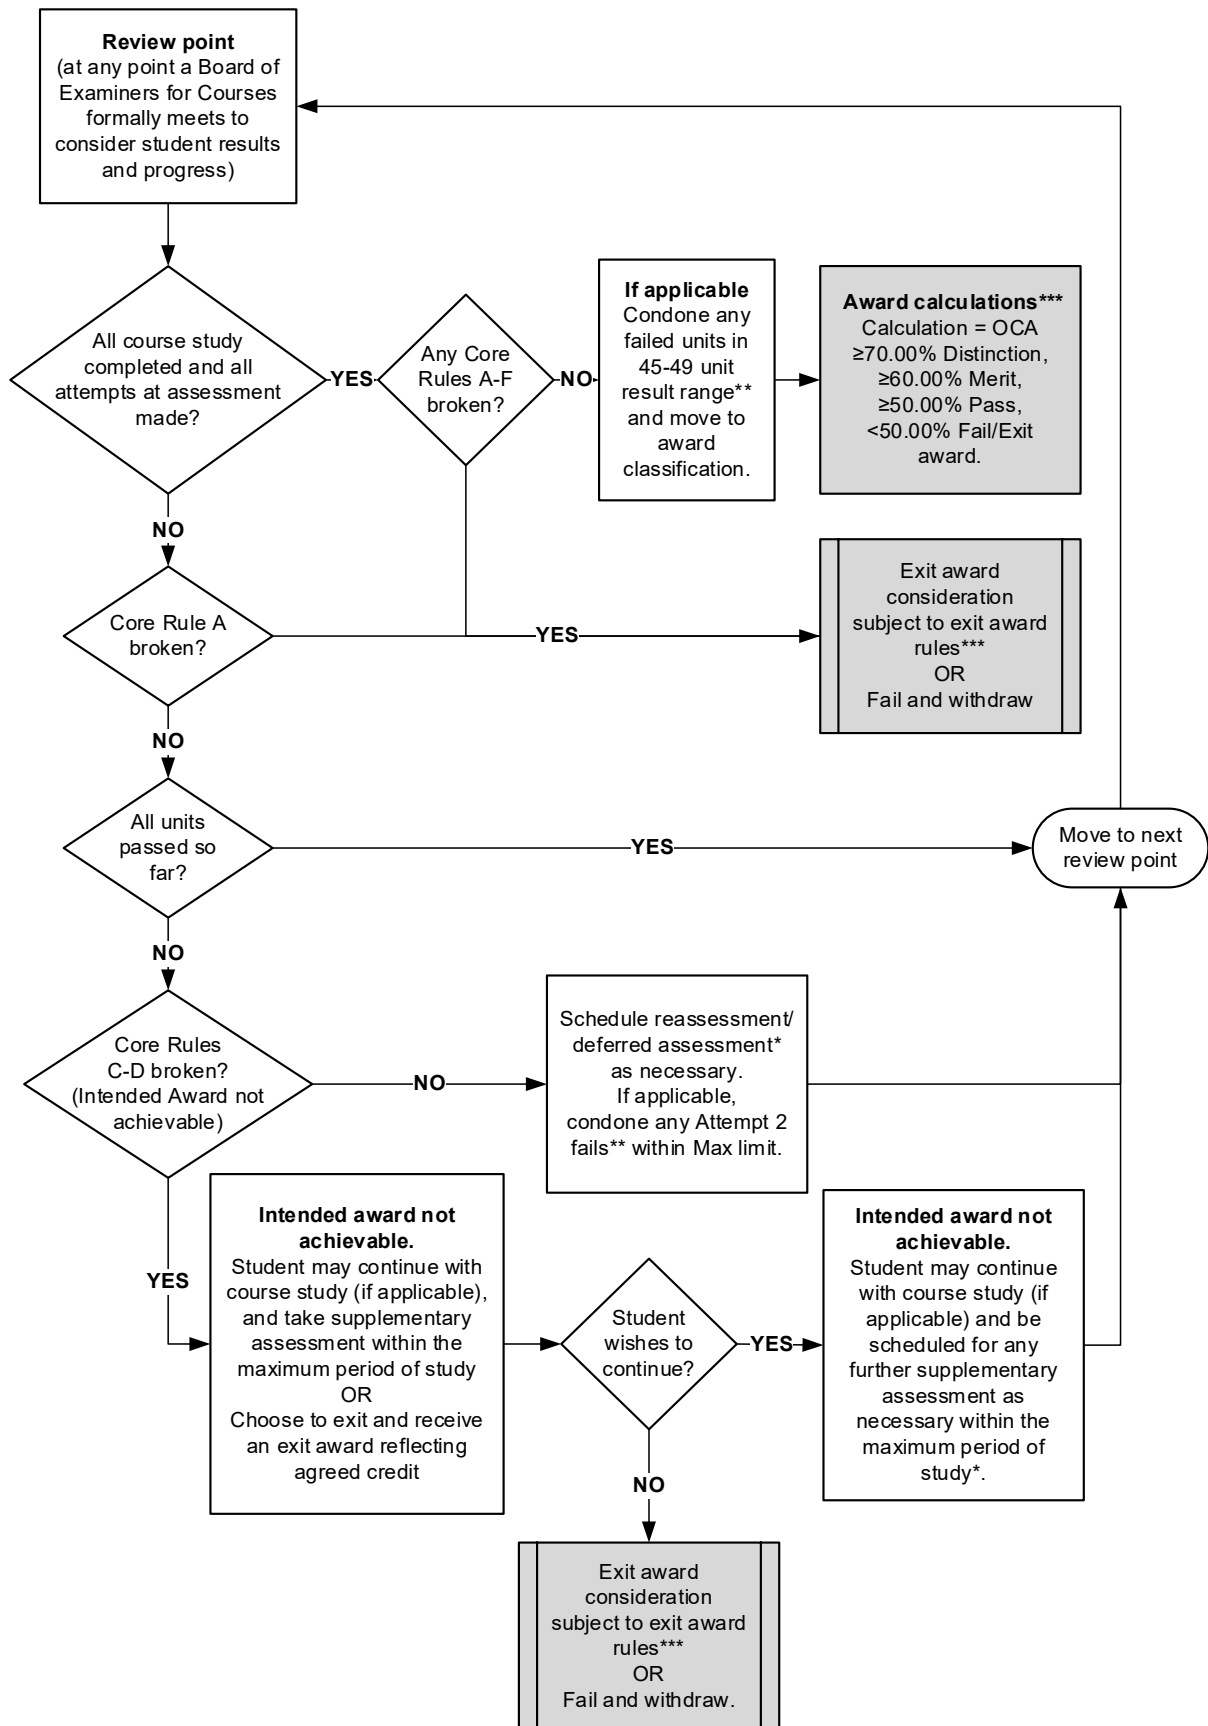 Review point
(at any point a Board of
Examiners for Courses
formally meets to
consider student results
and progress)
All course study
completed and all
attempts at assessment
made?
YES
Any Core
Rules A-F
broken?
NO
If applicable
Condone any
failed units in
45-49 unit
result range**
and move to
award
classification.
Award calculations***
Calculation = OCA
≥70.00% Distinction,
≥60.00% Merit,
≥50.00% Pass,
<50.00% Fail/Exit
award.
NO
Core Rule A
broken?
YES
Exit award
consideration
subject to exit award
rules***
OR
Fail and withdraw
NO
All units
passed so
far?
YES
Move to next
review point
NO
Core Rules
C-D broken?
(Intended Award not
achievable)
NO
Schedule reassessment/
deferred assessment*
as necessary.
If applicable,
condone any Attempt 2
fails** within Max limit.
YES
Intended award not
achievable.
Student may continue with
course study (if applicable),
and take supplementary
assessment within the
maximum period of study
OR
Choose to exit and receive
an exit award reflecting
agreed credit
Student
wishes to
continue?
YES
Intended award not
achievable.
Student may continue
with course study (if
applicable) and be
scheduled for any
further supplementary
assessment as
necessary within the
maximum period of
study*.
NO
Exit award
consideration
subject to exit award
rules***
OR
Fail and withdraw.